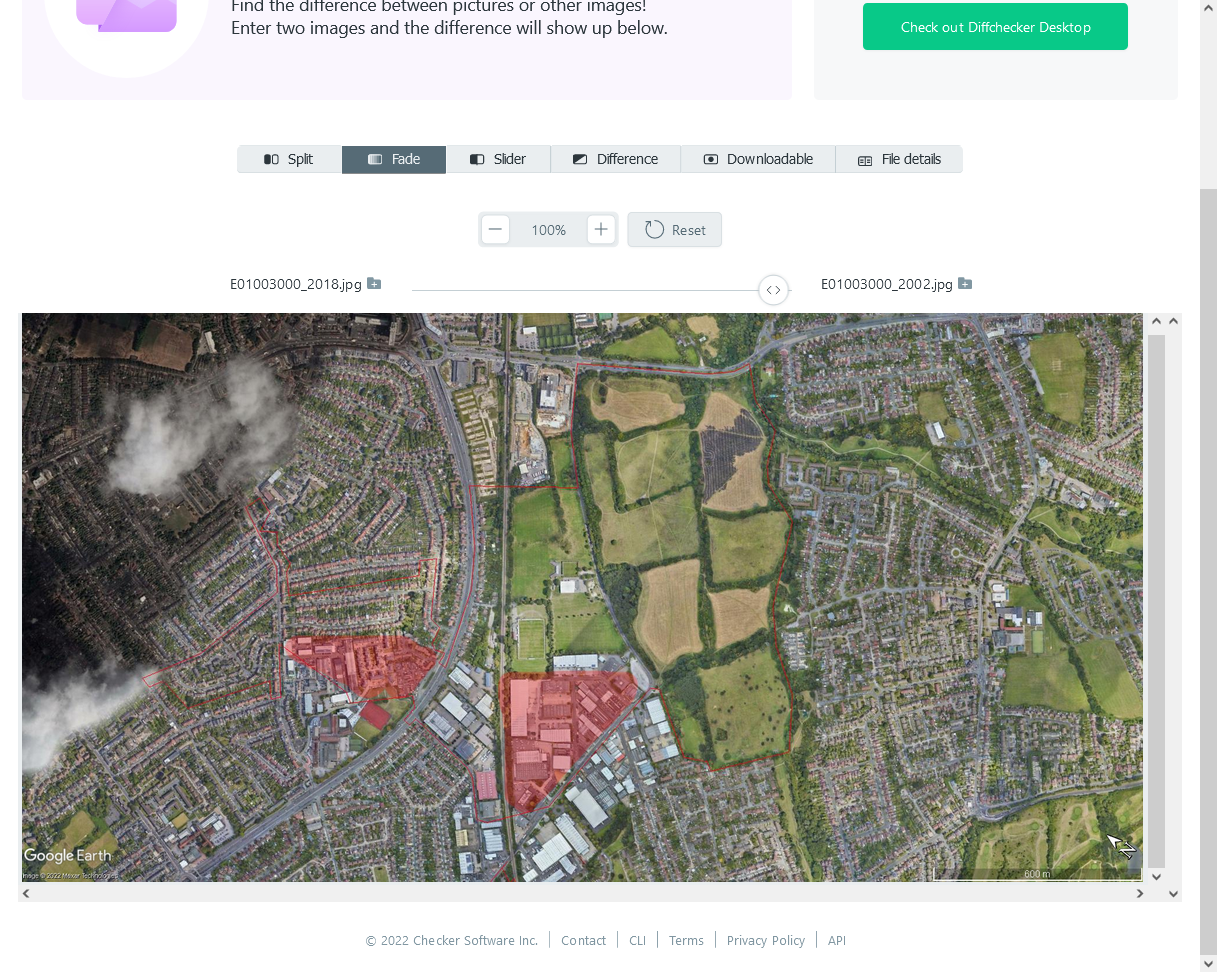 Find the difference between pictures or other images!
Enter two images and the difference will show up below.
Check out Diffchecker Desktop
Split
Fade
Slider
Difference
Downloadable
File details
100%
Reset
E01003000_2018.jpg
E01003000_2002.jpg
Google Earth
Image © 2022 Maxar Technologies
600 m
N
© 2022 Checker Software Inc.
Contact
CLI
Terms
Privacy Policy
API